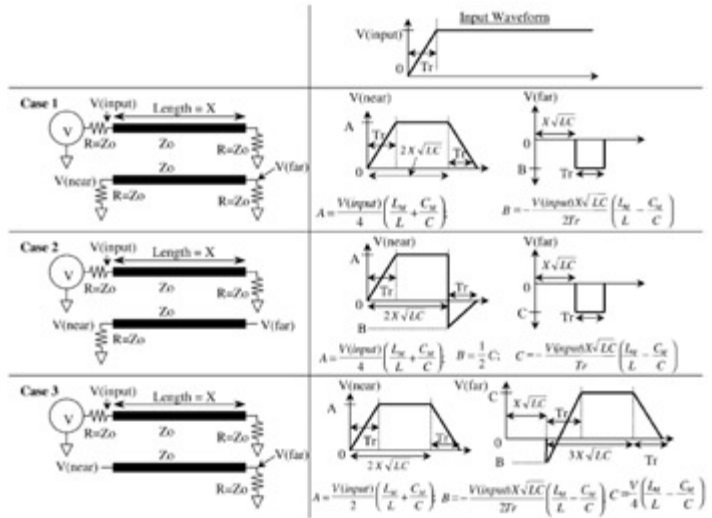 Input Waveform
V(input)
Tr
0
Case 1
V(input)
Length = X
V
R=Zo
Zo
R=Zo
Zo
V(near)
V(far)
R=Zo
R=Zo
V(near)
A
Tr
2X√LC
Tr
0
V(far)
X√LC
0
B
Tr
A = V(input)/4 (L_M/L + C_M/C);
B = - V(input)X√LC/2Tr (L_M/L - C_M/C)
Case 2
V(input)
Length = X
V
R=Zo
Zo
R=Zo
Zo
V(near)
V(far)
R=Zo
V(near)
A
Tr
Tr
0
2X√LC
B
V(far)
X√LC
0
C
Tr
A = V(input)/4 (L_M/L + C_M/C); B = 1/2 C; C = - V(input)X√LC/Tr (L_M/L - C_M/C)
Case 3
V(input)
Length = X
V
R=Zo
Zo
R=Zo
Zo
V(near)
V(far)
R=Zo
V(near)
A
Tr
Tr
0
2X√LC
V(far)
C
X√LC
Tr
0
B
3X√LC
Tr
A = V(input)/2 (L_M/L + C_M/C); B = - V(input)X√LC/2Tr (L_M/L - C_M/C) C = V/4 (L_M/L - C_M/C)